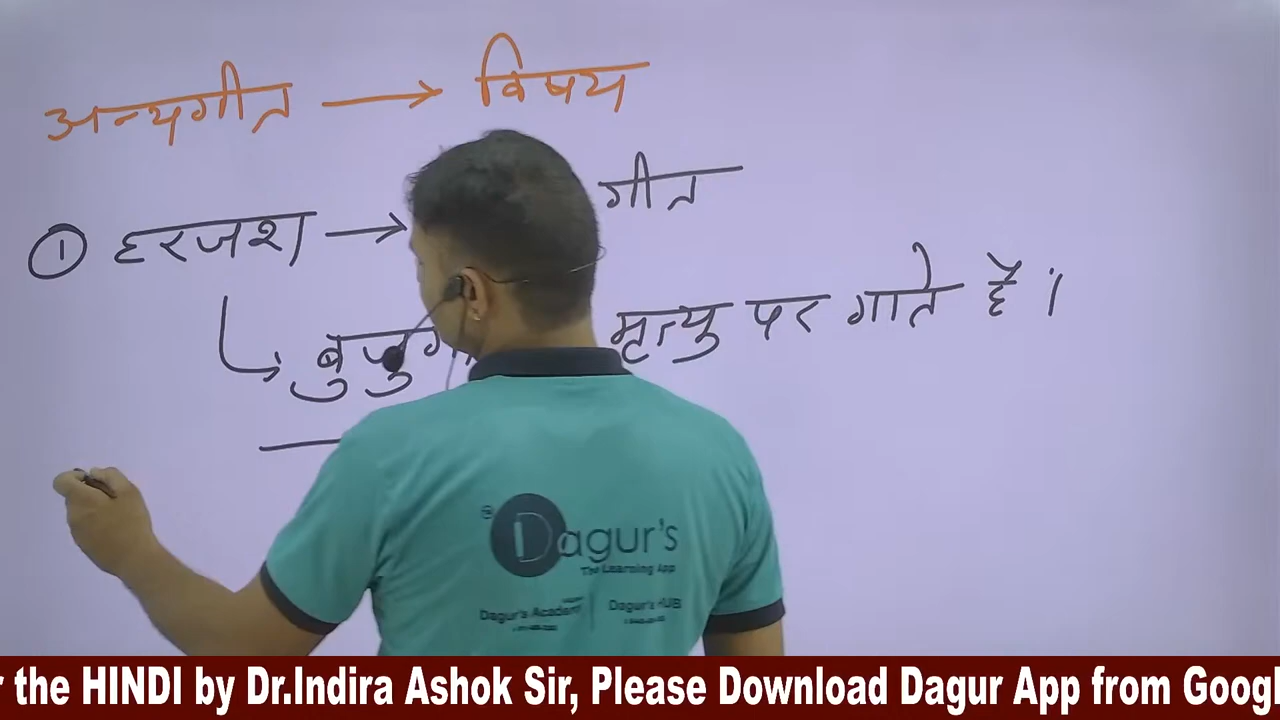 अन्यगीत → विषय
① हरजश → गीत
↳ मृत्यु पर गाते है ।
Dagur's
The Learning App
Dagur's Academy Dagur's HUB
the HINDI by Dr.Indira Ashok Sir, Please Download Dagur App from